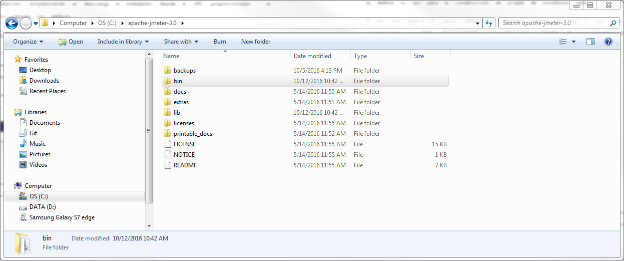 Computer ▸ OS (C:) ▸ apache-jmeter-3.0 ▸
Search apache-jmeter-3.0
Organize Open Include in library Share with Burn New folder
Name Date modified Type Size
Favorites
Desktop
Downloads
Recent Places
Libraries
Documents
Git
Music
Pictures
Videos
Computer
OS (C:)
DATA (D:)
Samsung Galaxy S7 edge
backups 10/5/2016 4:13 PM File folder
bin 10/12/2016 10:42 ... File folder
docs 5/14/2016 11:50 AM File folder
extras 5/14/2016 11:51 AM File folder
lib 10/12/2016 10:42 ... File folder
licenses 5/14/2016 11:55 AM File folder
printable_docs 5/14/2016 11:52 AM File folder
LICENSE 5/14/2016 11:55 AM File 15 KB
NOTICE 5/14/2016 11:55 AM File 1 KB
README 5/14/2016 11:55 AM File 7 KB
bin Date modified: 10/12/2016 10:42 AM
File folder